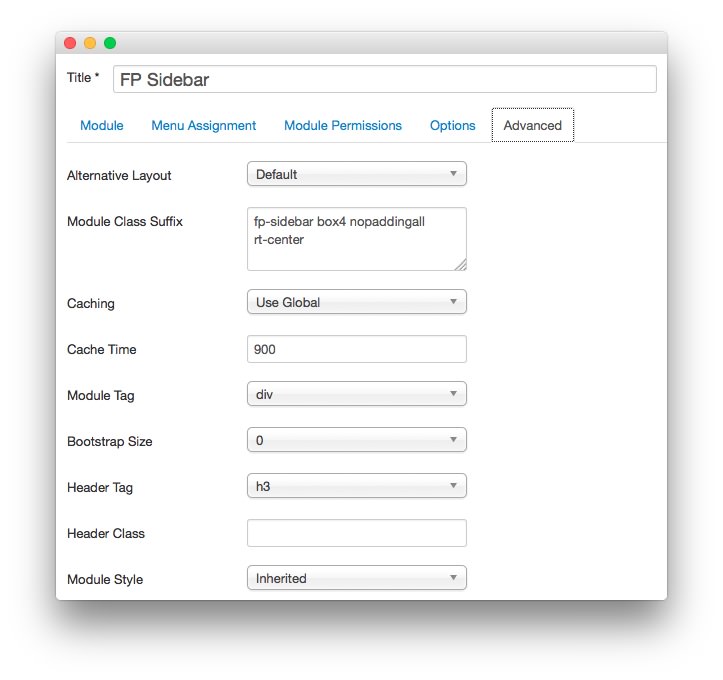 Title * FP Sidebar
Module Menu Assignment Module Permissions Options Advanced
Alternative Layout Default
Module Class Suffix fp-sidebar box4 nopaddingall
rt-center
Caching Use Global
Cache Time 900
Module Tag div
Bootstrap Size 0
Header Tag h3
Header Class
Module Style Inherited